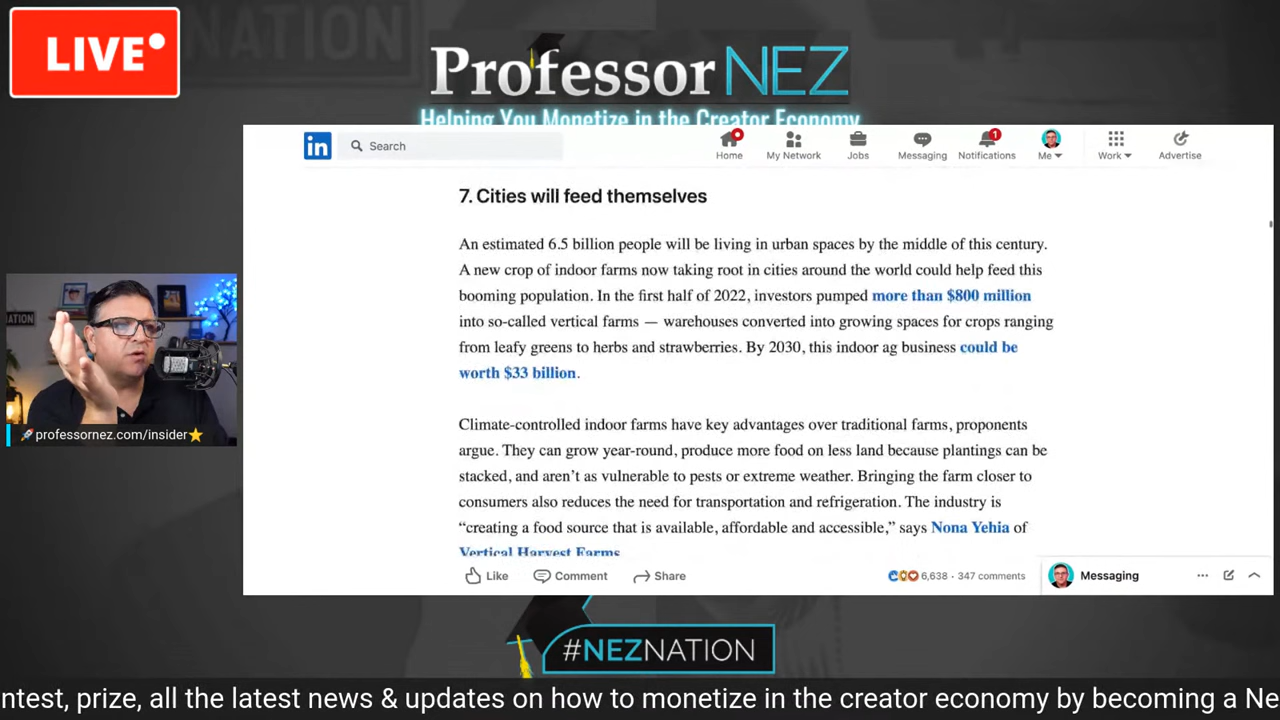 LIVE
NATION
Professor NEZ
Helping You Monetize in the Creator Economy
in
Search
Home
My Network
Jobs
Messaging
1
Notifications
Me
Work
Advertise
7. Cities will feed themselves
An estimated 6.5 billion people will be living in urban spaces by the middle of this century.
A new crop of indoor farms now taking root in cities around the world could help feed this
booming population. In the first half of 2022, investors pumped more than $800 million
into so-called vertical farms — warehouses converted into growing spaces for crops ranging
from leafy greens to herbs and strawberries. By 2030, this indoor ag business could be
worth $33 billion.
Climate-controlled indoor farms have key advantages over traditional farms, proponents
argue. They can grow year-round, produce more food on less land because plantings can be
stacked, and aren't as vulnerable to pests or extreme weather. Bringing the farm closer to
consumers also reduces the need for transportation and refrigeration. The industry is
“creating a food source that is available, affordable and accessible,” says Nona Yehia of
Vertical Harvest Farms
Like
Comment
Share
6,638 · 347 comments
Messaging
NATION
🚀professornez.com/insider⭐
#NEZNATION
ntest, prize, all the latest news & updates on how to monetize in the creator economy by becoming a Ne